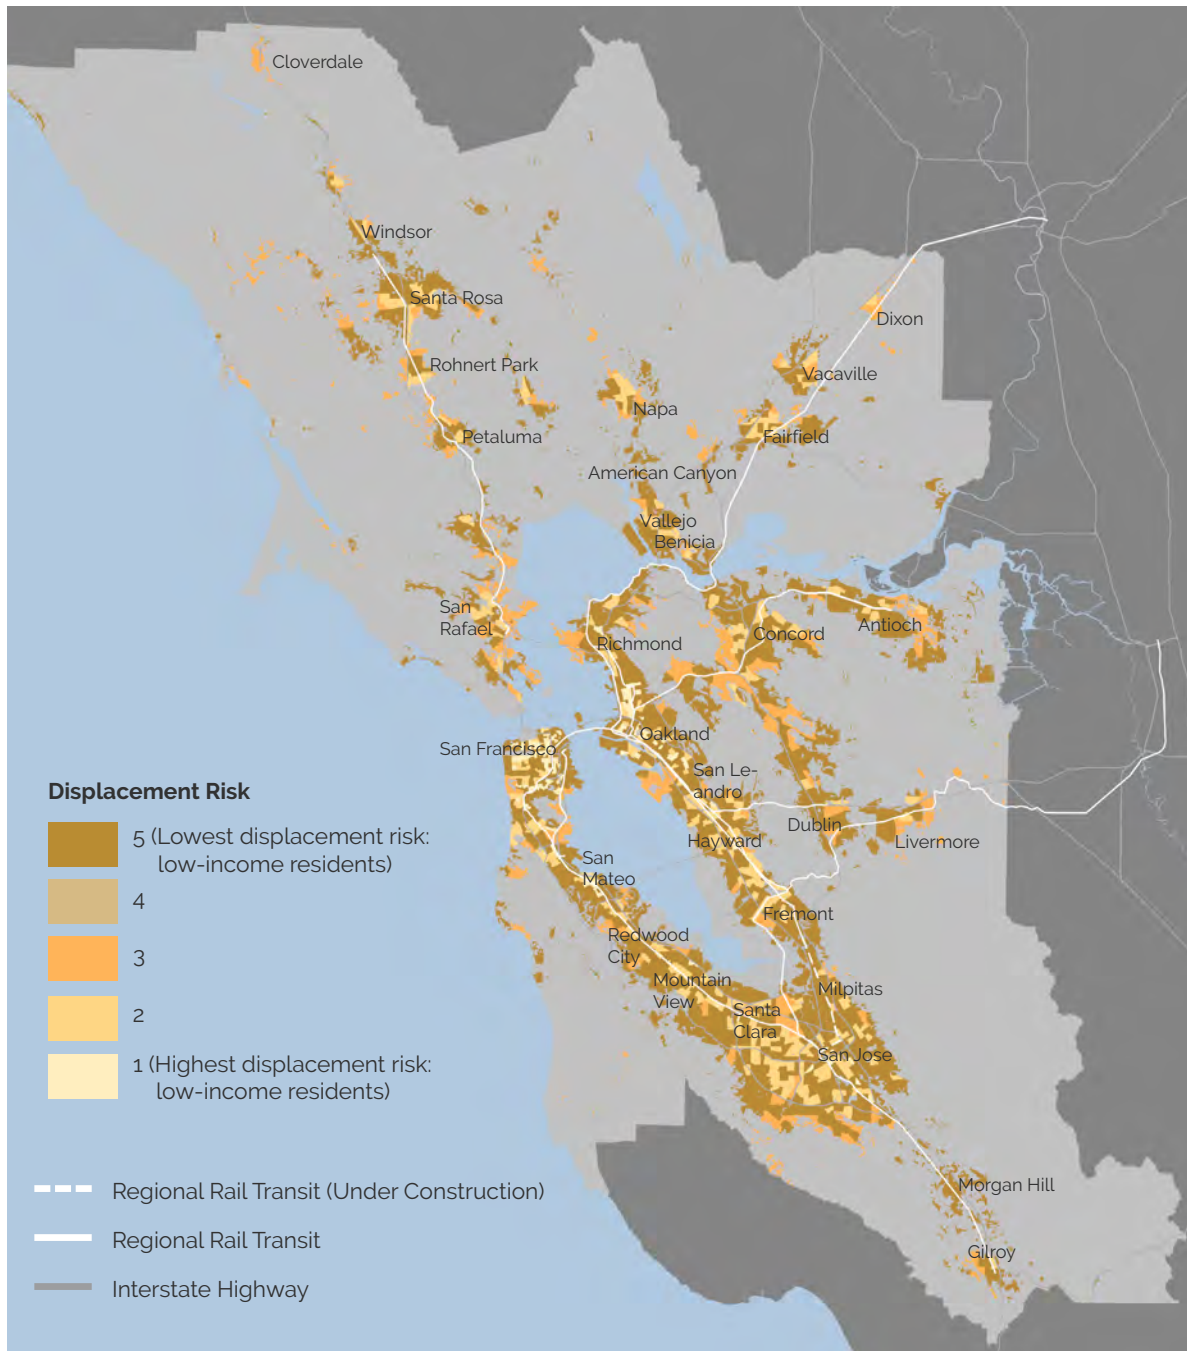 Cloverdale
Windsor
Santa Rosa
Dixon
Rohnert Park
Vacaville
Napa
Petaluma
Fairfield
American Canyon
Vallejo
Benicia
San
Rafael
Richmond
Concord
Antioch
Oakland
San Francisco
San Le-
andro
Dublin
Hayward
Livermore
San
Mateo
Fremont
Redwood
City
Mountain
View
Milpitas
Santa
Clara
San Jose
Morgan Hill
Gilroy
Displacement Risk
5 (Lowest displacement risk:
low-income residents)
4
3
2
1 (Highest displacement risk:
low-income residents)
Regional Rail Transit (Under Construction)
Regional Rail Transit
Interstate Highway